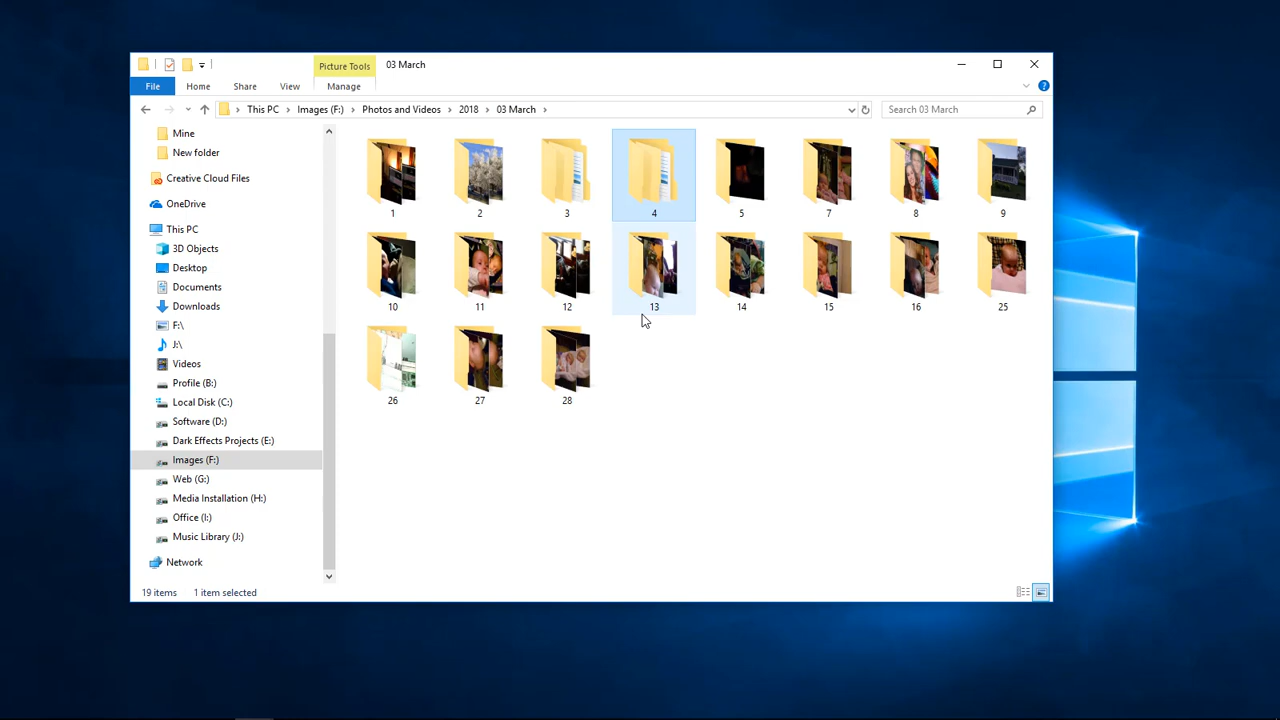 Picture Tools 03 March
File Home Share View Manage
This PC Images (F:) Photos and Videos 2018 03 March Search 03 March
Mine
New folder
Creative Cloud Files
OneDrive
This PC
3D Objects
Desktop
Documents
Downloads
F:\
J:\
Videos
Profile (B:)
Local Disk (C:)
Software (D:)
Dark Effects Projects (E:)
Images (F:)
Web (G:)
Media Installation (H:)
Office (I:)
Music Library (J:)
Network
1 2 3 4 5 7 8 9
10 11 12 13 14 15 16 25
26 27 28
19 items 1 item selected